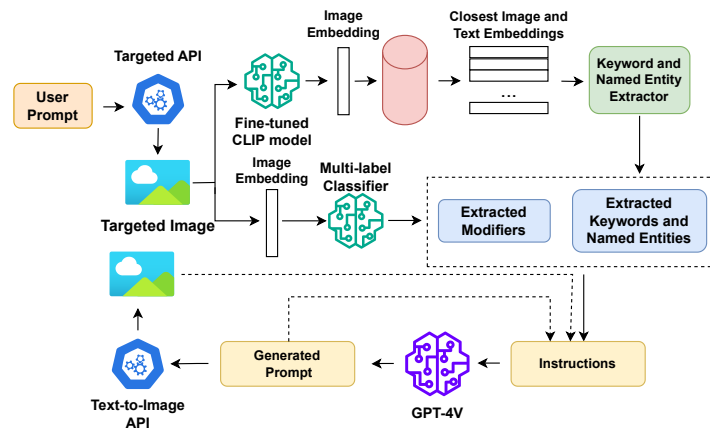 Targeted API
User
Prompt
Targeted Image
Fine-tuned
CLIP model
Image
Embedding
Closest Image and
Text Embeddings
...
Keyword and
Named Entity
Extractor
Image
Embedding
Multi-label
Classifier
Extracted
Modifiers
Extracted
Keywords and
Named Entities
Instructions
GPT-4V
Generated
Prompt
Text-to-Image
API